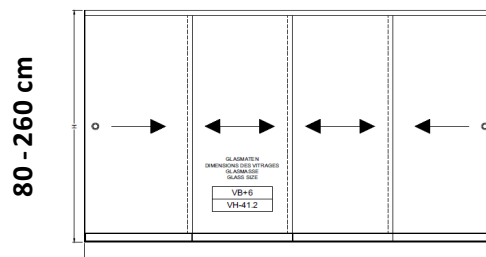 80-260 cm
GLASMATEN
DIMENSIONS DES VITRAGES
GLASMASSE
GLASS SIZE
VB+6
VH-41.2